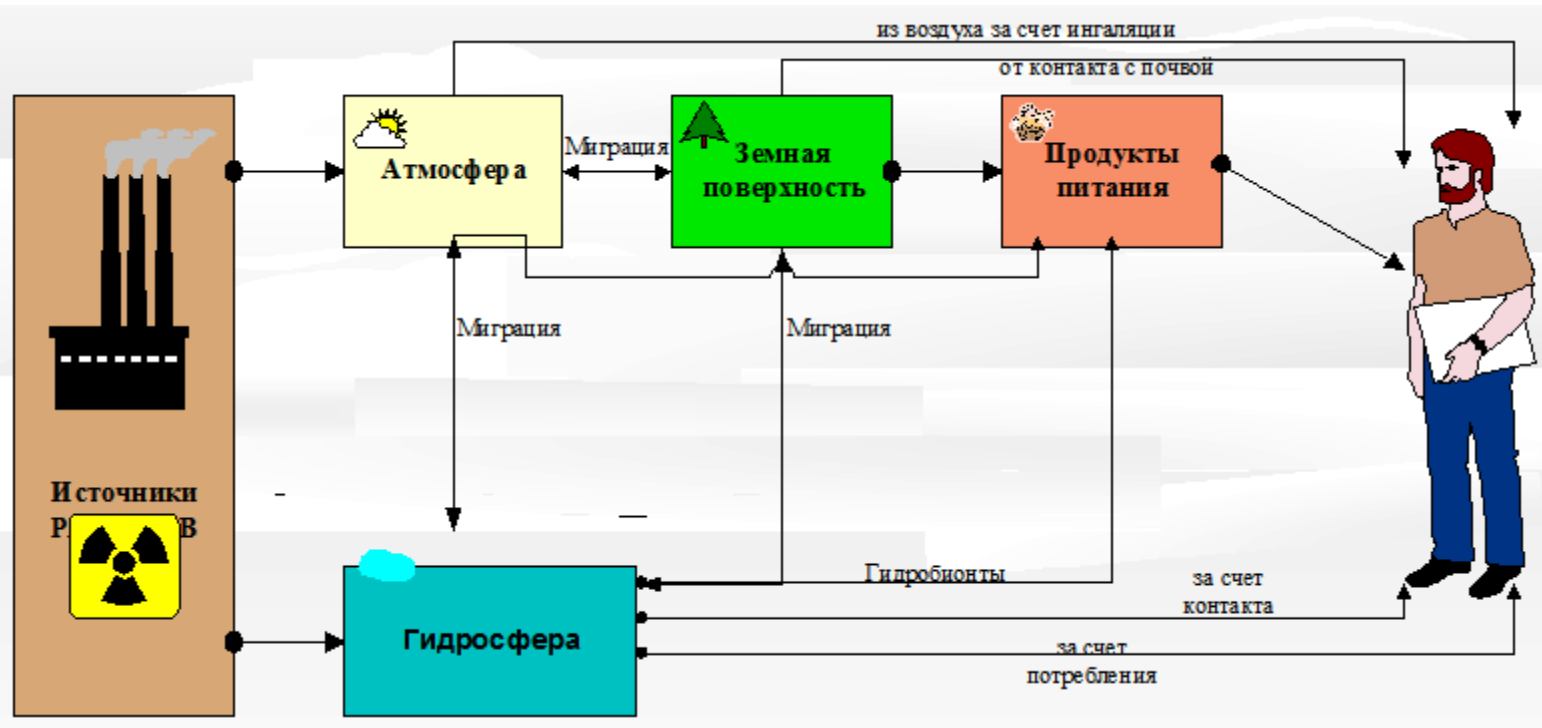 из воздуха за счет ингаляции
от контакта с почвой
Миграция
Атмосфера
Земная
поверхность
Продукты
питания
Миграция
Миграция
Источники
Гидробионты
за счет
контакта
Гидросфера
за счет
потребления